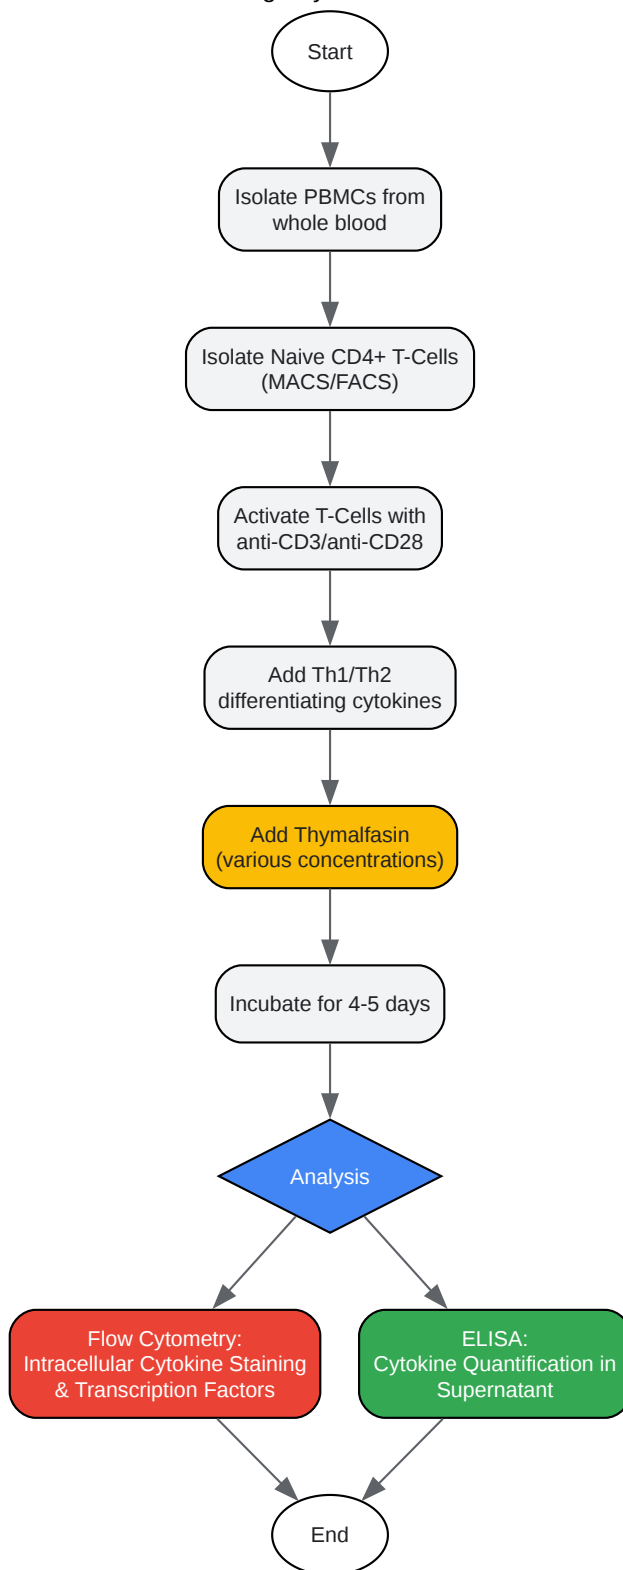 Start
Isolate PBMCs from
whole blood
Isolate Naive CD4+ T-Cells
(MACS/FACS)
Activate T-Cells with
anti-CD3/anti-CD28
Add Th1/Th2
differentiating cytokines
Add Thymalfasin
(various concentrations)
Incubate for 4-5 days
Analysis
Flow Cytometry:
Intracellular Cytokine Staining
& Transcription Factors
ELISA:
Cytokine Quantification in
Supernatant
End